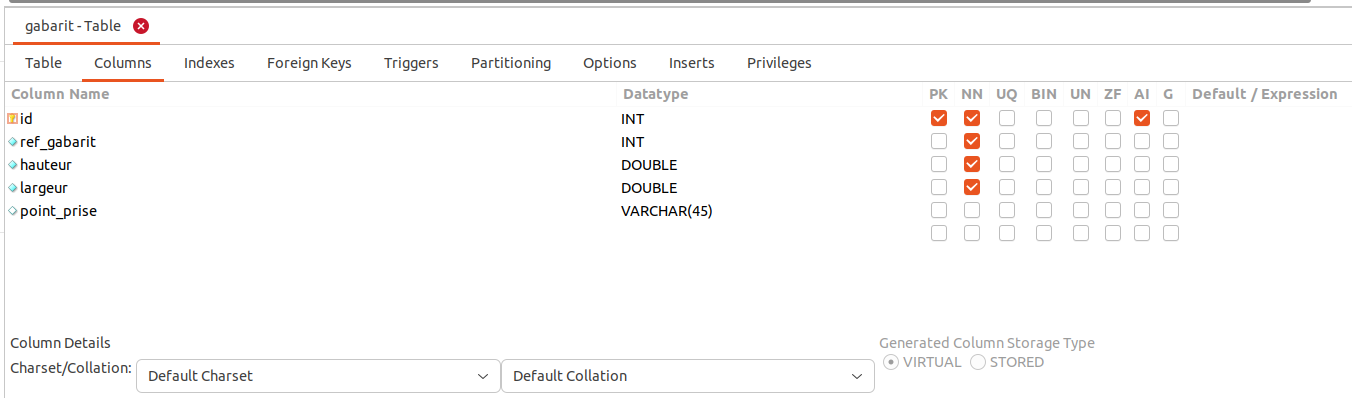 gabarit - Table
Table Columns Indexes Foreign Keys Triggers Partitioning Options Inserts Privileges
Column Name Datatype PK NN UQ BIN UN ZF AI G Default / Expression
id INT
ref_gabarit INT
hauteur DOUBLE
largeur DOUBLE
point_prise VARCHAR(45)
Column Details Generated Column Storage Type
Charset/Collation: Default Charset Default Collation VIRTUAL STORED